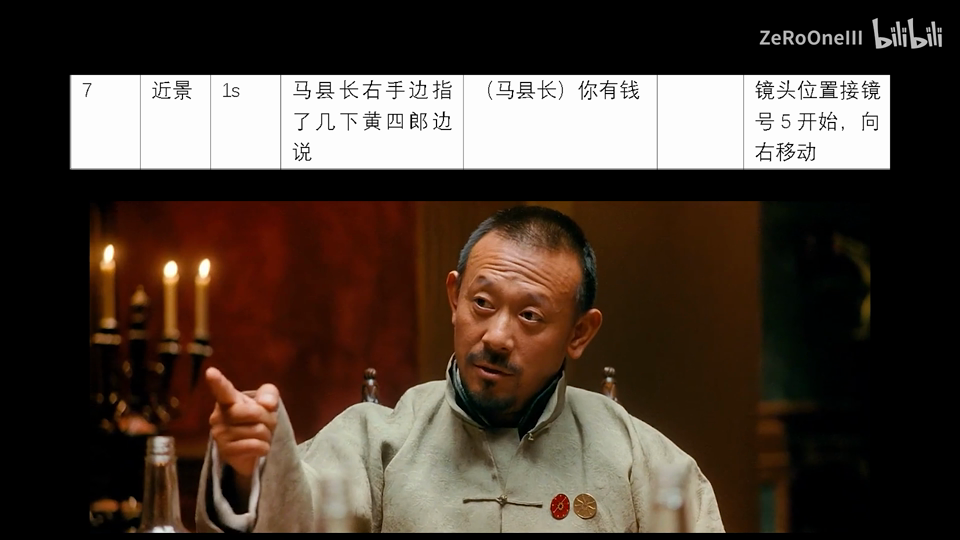 ZeRoOneIII bilibili
7 近景 1s 马县长右手边指 （马县长）你有钱 镜头位置接镜
了几下黄四郎边 号5开始，向
说 右移动